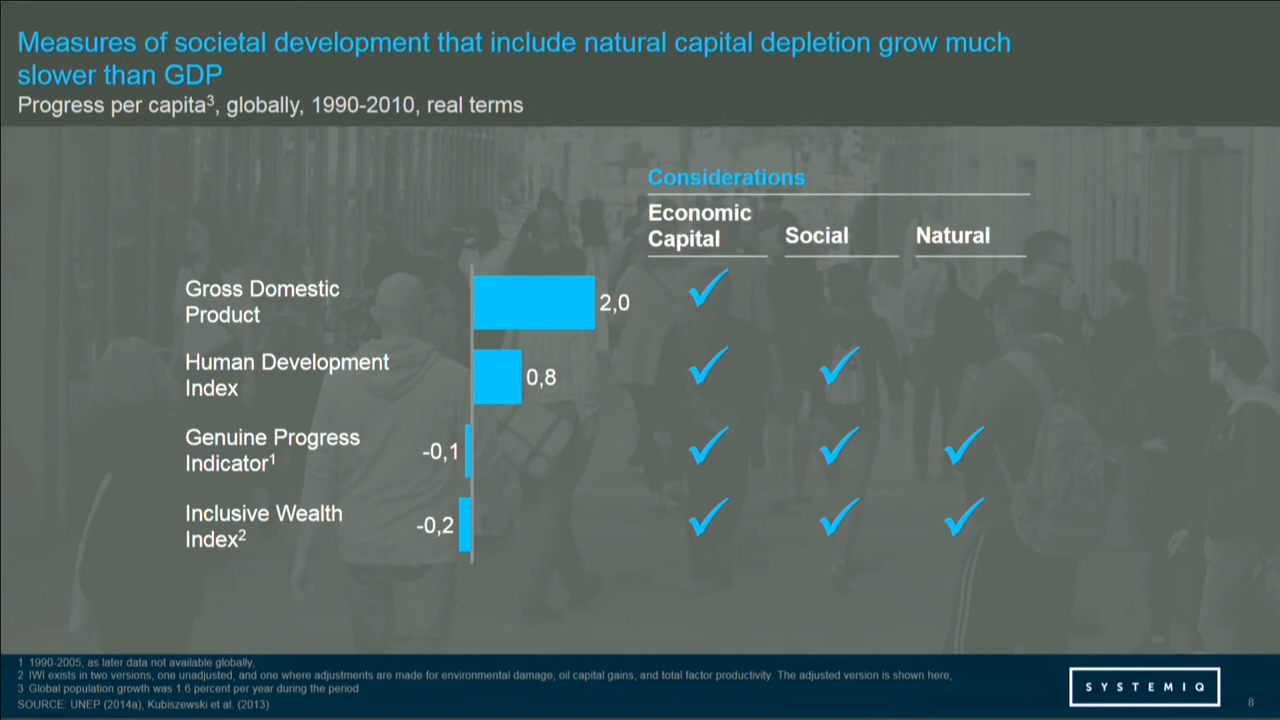 Measures of societal development that include natural capital depletion grow much
slower than GDP
Progress per capita³, globally, 1990-2010, real terms
Considerations
Economic
Capital
Social
Natural
Gross Domestic
Product
2,0
Human Development
Index
0,8
Genuine Progress
Indicator¹
-0,1
Inclusive Wealth
Index²
-0,2
1 1990-2005, as later data not available globally,
2 IWI exists in two versions, one unadjusted, and one where adjustments are made for environmental damage, oil capital gains, and total factor productivity. The adjusted version is shown here,
3 Global population growth was 1.6 percent per year during the period
SOURCE: UNEP (2014a), Kubiszewski et al. (2013)
SYSTEMIQ
8